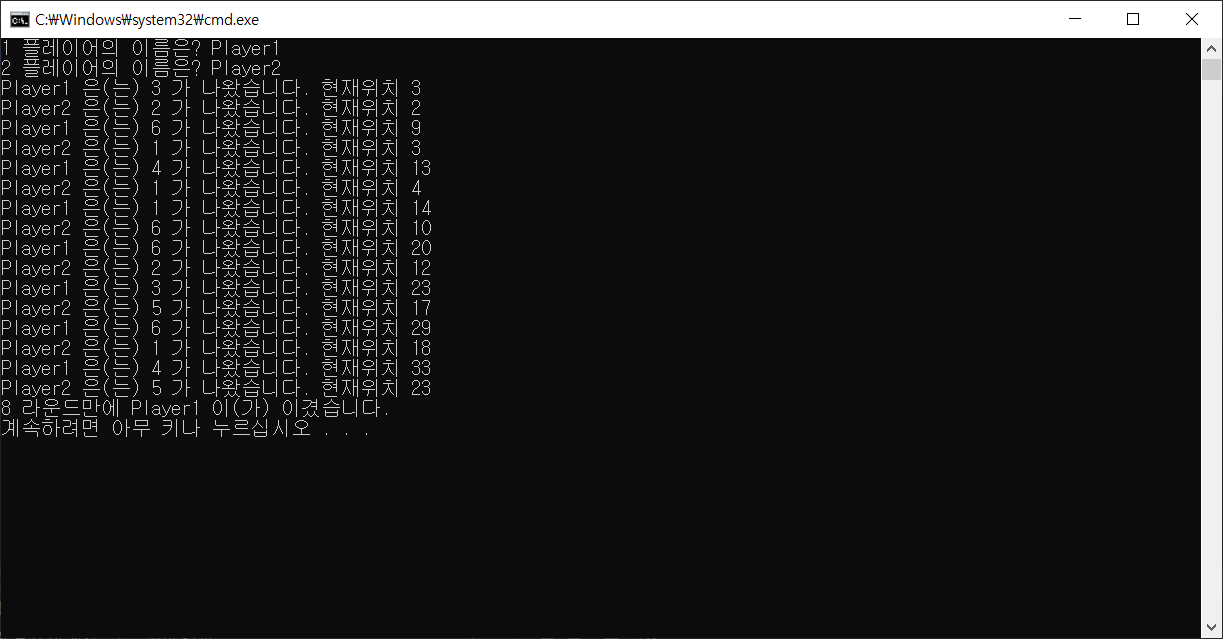 C:\Windows\system32\cmd.exe
1 플레이어의 이름은? Player1
2 플레이어의 이름은? Player2
Player1 은(는) 3 가 나왔습니다. 현재위치 3
Player2 은(는) 2 가 나왔습니다. 현재위치 2
Player1 은(는) 6 가 나왔습니다. 현재위치 9
Player2 은(는) 1 가 나왔습니다. 현재위치 3
Player1 은(는) 4 가 나왔습니다. 현재위치 13
Player2 은(는) 1 가 나왔습니다. 현재위치 4
Player1 은(는) 1 가 나왔습니다. 현재위치 14
Player2 은(는) 6 가 나왔습니다. 현재위치 10
Player1 은(는) 6 가 나왔습니다. 현재위치 20
Player2 은(는) 2 가 나왔습니다. 현재위치 12
Player1 은(는) 3 가 나왔습니다. 현재위치 23
Player2 은(는) 5 가 나왔습니다. 현재위치 17
Player1 은(는) 6 가 나왔습니다. 현재위치 29
Player2 은(는) 1 가 나왔습니다. 현재위치 18
Player1 은(는) 4 가 나왔습니다. 현재위치 33
Player2 은(는) 5 가 나왔습니다. 현재위치 23
8 라운드만에 Player1 이(가) 이겼습니다.
계속하려면 아무 키나 누르십시오 . . .